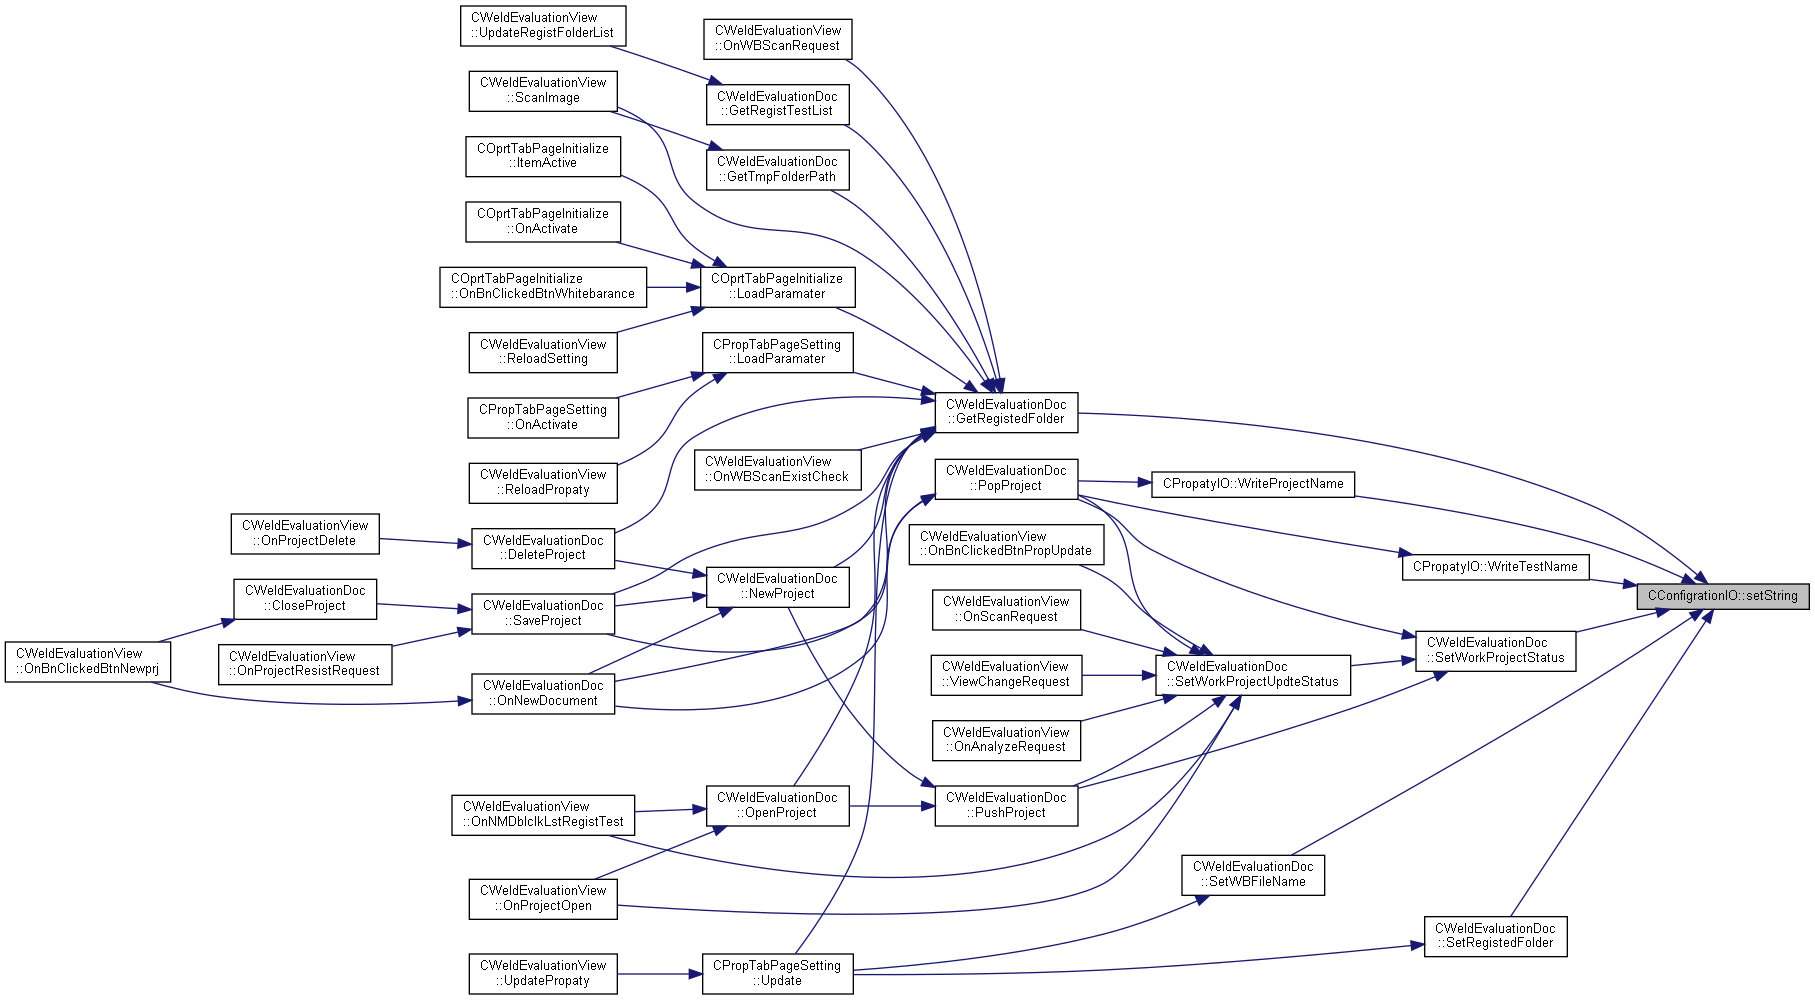 CWeldEvaluationView
::UpdateRegistFolderList
CWeldEvaluationView
::OnWBScanRequest
CWeldEvaluationView
::ScanImage
CWeldEvaluationDoc
::GetRegistTestList
COprtTabPageInitialize
::ItemActive
CWeldEvaluationDoc
::GetTmpFolderPath
COprtTabPageInitialize
::OnActivate
COprtTabPageInitialize
::OnBnClickedBtnWhitebarance
COprtTabPageInitialize
::LoadParamater
CWeldEvaluationView
::ReloadSetting
CPropTabPageSetting
::LoadParamater
CPropTabPageSetting
::OnActivate
CWeldEvaluationDoc
::GetRegistedFolder
CWeldEvaluationView
::ReloadPropaty
CWeldEvaluationView
::OnWBScanExistCheck
CWeldEvaluationDoc
::PopProject
CPropatyIO::WriteProjectName
CWeldEvaluationView
::OnProjectDelete
CWeldEvaluationDoc
::DeleteProject
CWeldEvaluationView
::OnBnClickedBtnPropUpdate
CPropatyIO::WriteTestName
CWeldEvaluationDoc
::CloseProject
CWeldEvaluationDoc
::SaveProject
CWeldEvaluationDoc
::NewProject
CWeldEvaluationView
::OnScanRequest
CConfigrationIO::setString
CWeldEvaluationView
::OnBnClickedBtnNewprj
CWeldEvaluationView
::OnProjectResistRequest
CWeldEvaluationDoc
::OnNewDocument
CWeldEvaluationView
::ViewChangeRequest
CWeldEvaluationDoc
::SetWorkProjectUpdteStatus
CWeldEvaluationDoc
::SetWorkProjectStatus
CWeldEvaluationView
::OnAnalyzeRequest
CWeldEvaluationView
::OnNMDblclkLstRegistTest
CWeldEvaluationDoc
::OpenProject
CWeldEvaluationDoc
::PushProject
CWeldEvaluationView
::OnProjectOpen
CWeldEvaluationDoc
::SetWBFileName
CWeldEvaluationDoc
::SetRegistedFolder
CWeldEvaluationView
::UpdatePropaty
CPropTabPageSetting
::Update